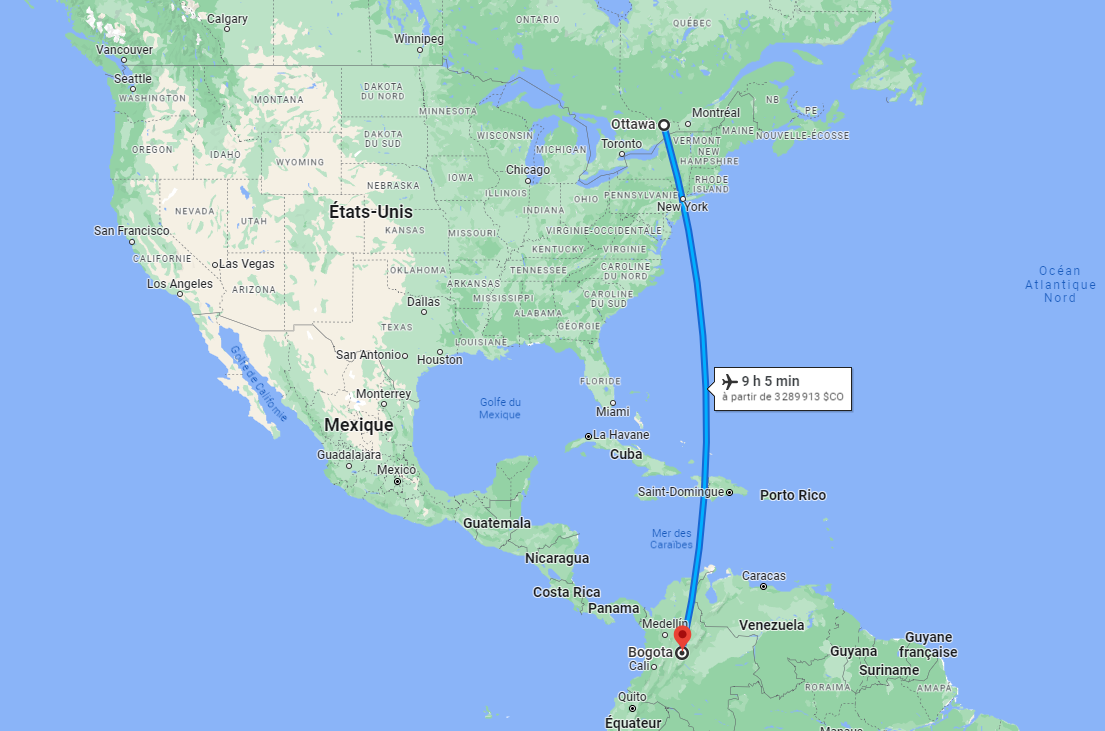 Calgary
ONTARIO
QUÉBEC
Winnipeg
Vancouver
Seattle
WASHINGTON
MONTANA
DAKOTA
DU NORD
MINNESOTA
NB
PE
Montréal
Ottawa
MAINE
NOUVELLE-ÉCOSSE
OREGON
IDAHO
DAKOTA
DU SUD
WISCONSIN
MICHIGAN
Toronto
VERMONT
NEW
HAMPSHIRE
WYOMING
Chicago
IOWA
NEBRASKA
ILLINOIS
OHIO
PENNSYLVANIE
RHODE
ISLAND
New York
États-Unis
NEVADA
UTAH
INDIANA
KANSAS
MISSOURI
VIRGINIE-OCCIDENTALE
San Francisco
KENTUCKY
VIRGINIE
CALIFORNIE
Las Vegas
OKLAHOMA
TENNESSEE
CAROLINE
DU NORD
Océan
Atlantique
Nord
Los Angeles
ARIZONA
ARKANSAS
MISSISSIPPI
CAROLINE
DU SUD
Dallas
ALABAMA
TEXAS
GÉORGIE
LOUISIANE
San Antonio
Houston
Golfe de Californie
FLORIDE
9 h 5 min
à partir de 3 289 913 $CO
Monterrey
Golfe du
Mexique
Miami
Mexique
La Havane
Cuba
Guadalajara
Mexico
Saint-Domingue
Porto Rico
Guatemala
Mer des
Caraïbes
Nicaragua
Caracas
Costa Rica
Panama
Medellín
Venezuela
Guyane
française
Bogota
Guyana
Cali
Suriname
RORAIMA
AMAPÁ
Quito
Équateur
Manaus